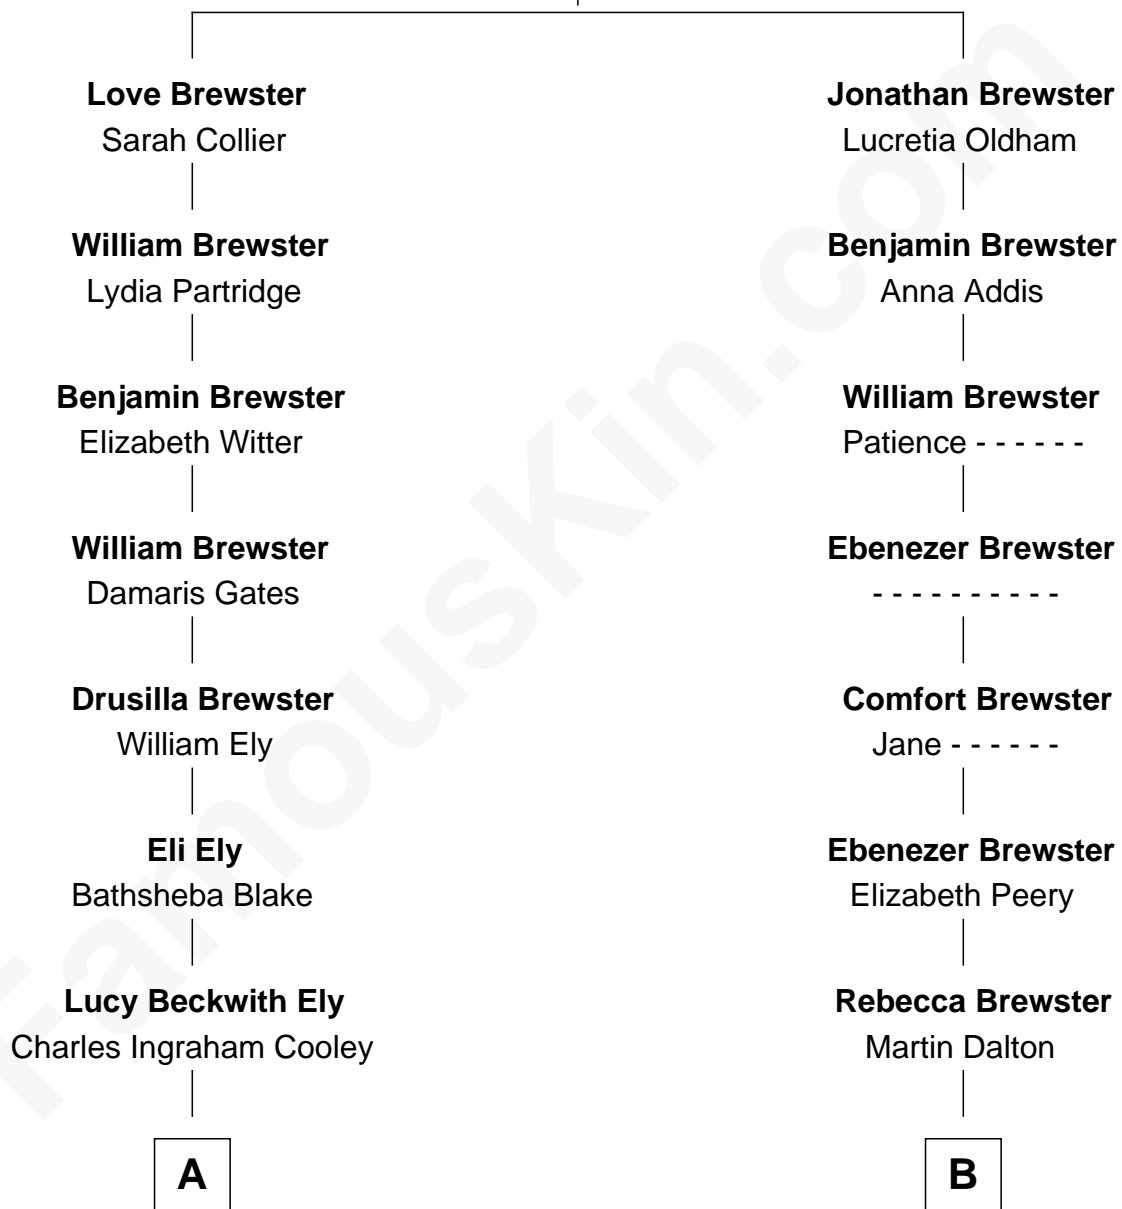 Love Brewster
Sarah Collier
William Brewster
Lydia Partridge
Benjamin Brewster
Elizabeth Witter
William Brewster
Damaris Gates
Drusilla Brewster
William Ely
Eli Ely
Bathsheba Blake
Lucy Beckwith Ely
Charles Ingraham Cooley
A
Jonathan Brewster
Lucretia Oldham
Benjamin Brewster
Anna Addis
William Brewster
Patience - - - - - -
Ebenezer Brewster
- - - - - - - - - -
Comfort Brewster
Jane - - - - - -
Ebenezer Brewster
Elizabeth Peery
Rebecca Brewster
Martin Dalton
B
FamousKin.com